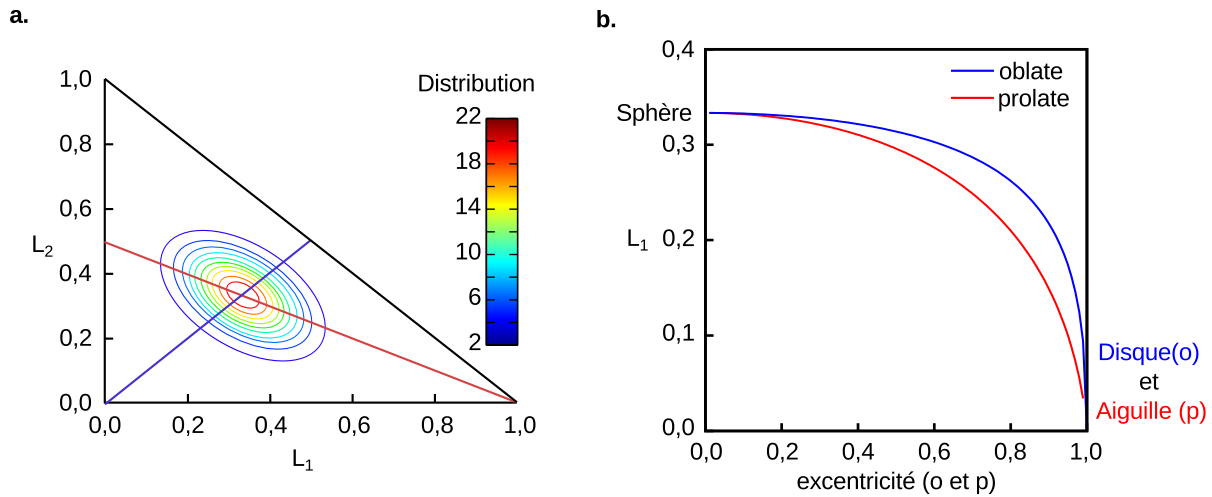 a.
Distribution
22
18
14
10
6
2
1,0
0,8
0,6
0,4
0,2
0,0
L2
0,0 0,2 0,4 0,6 0,8 1,0
L1
b.
oblate
prolate
0,4
Sphère
0,3
L1 0,2
0,1
0,0
Disque(o)
et
Aiguille (p)
0,0 0,2 0,4 0,6 0,8 1,0
excentricité (o et p)